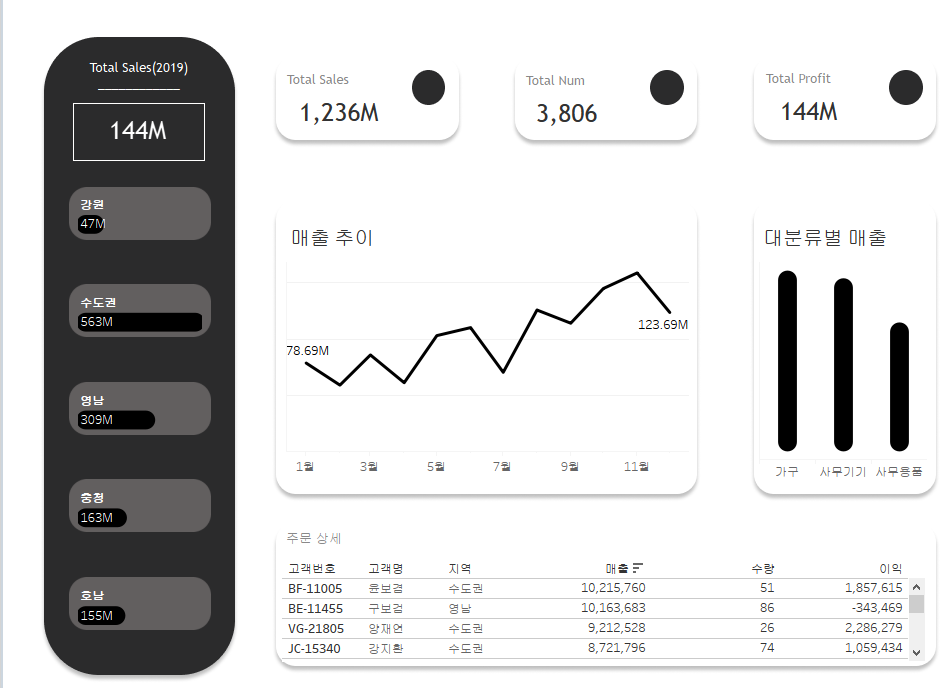 Total Sales(2019)
144M
강원
47M
수도권
563M
영남
309M
충청
163M
호남
155M
Total Sales
1,236M
Total Num
3,806
Total Profit
144M
매출 추이
78.69M
123.69M
1월 3월 5월 7월 9월 11월
대분류별 매출
가구 사무기기 사무용품
주문 상세
고객번호 고객명 지역 매출 수량 이익
BF-11005 윤보겸 수도권 10,215,760 51 1,857,615
BE-11455 구보검 영남 10,163,683 86 -343,469
VG-21805 양재연 수도권 9,212,528 26 2,286,279
JC-15340 강지환 수도권 8,721,796 74 1,059,434